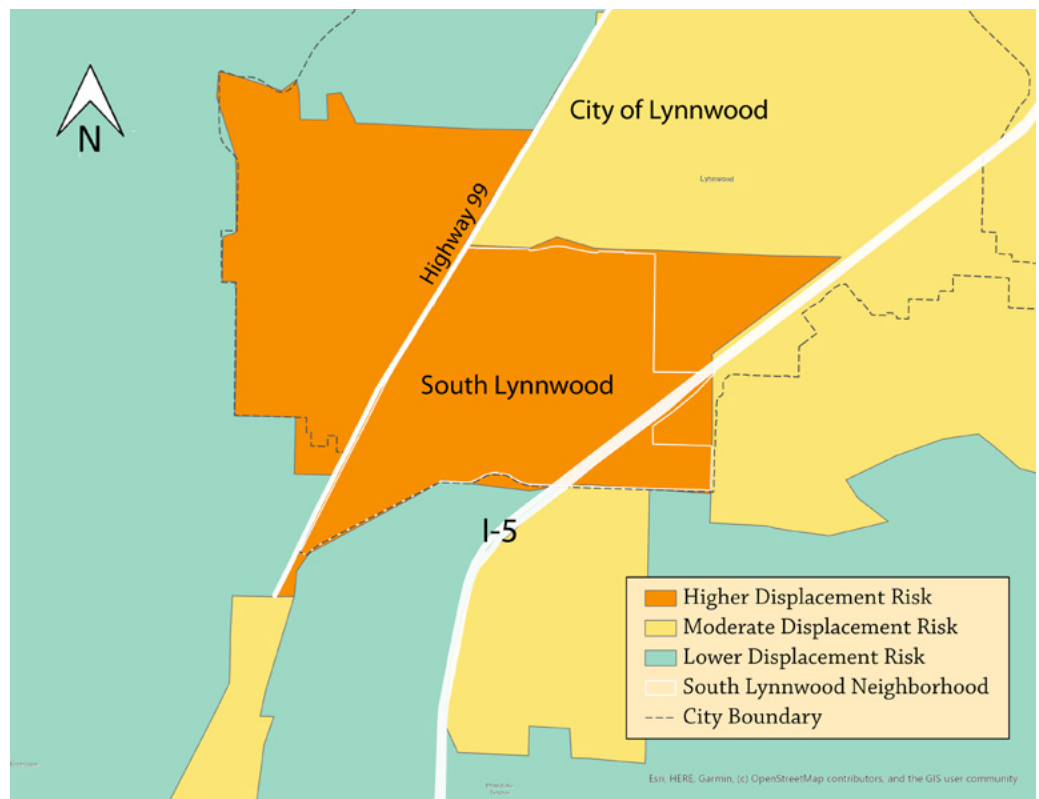 N
City of Lynnwood
Lynnwood
Highway 99
South Lynnwood
I-5
Higher Displacement Risk
Moderate Displacement Risk
Lower Displacement Risk
South Lynnwood Neighborhood
City Boundary
Esri, HERE, Garmin, (c) OpenStreetMap contributors, and the GIS user community